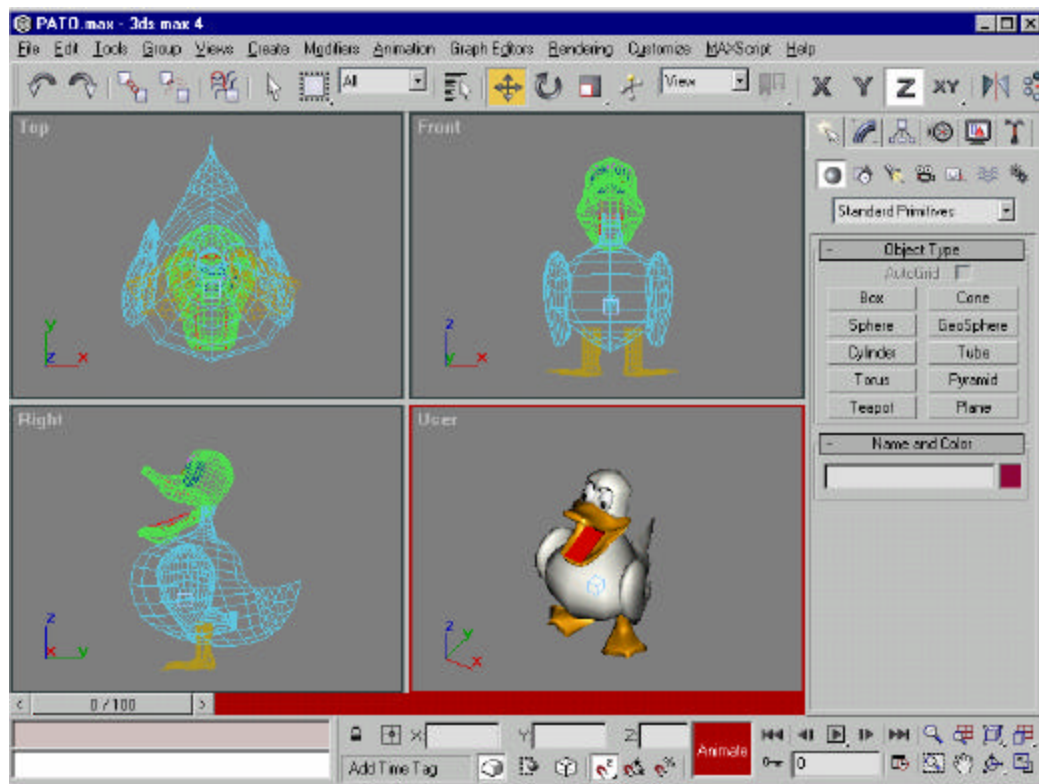 PATO.max - 3ds max 4
File Edit Tools Group Views Create Modifiers Animation Graph Editors Rendering Customize MAXScript Help
All View X Y Z XY
Top Front
Standard Primitives
- Object Type
AutoGrid
Box Cone
Sphere GeoSphere
Cylinder Tube
Torus Pyramid
Teapot Plane
z y x
z y x
Right User
- Name and Color
z x y
z y x
< 0 / 100 >
X: Y: Z: Animate
Add Time Tag 0